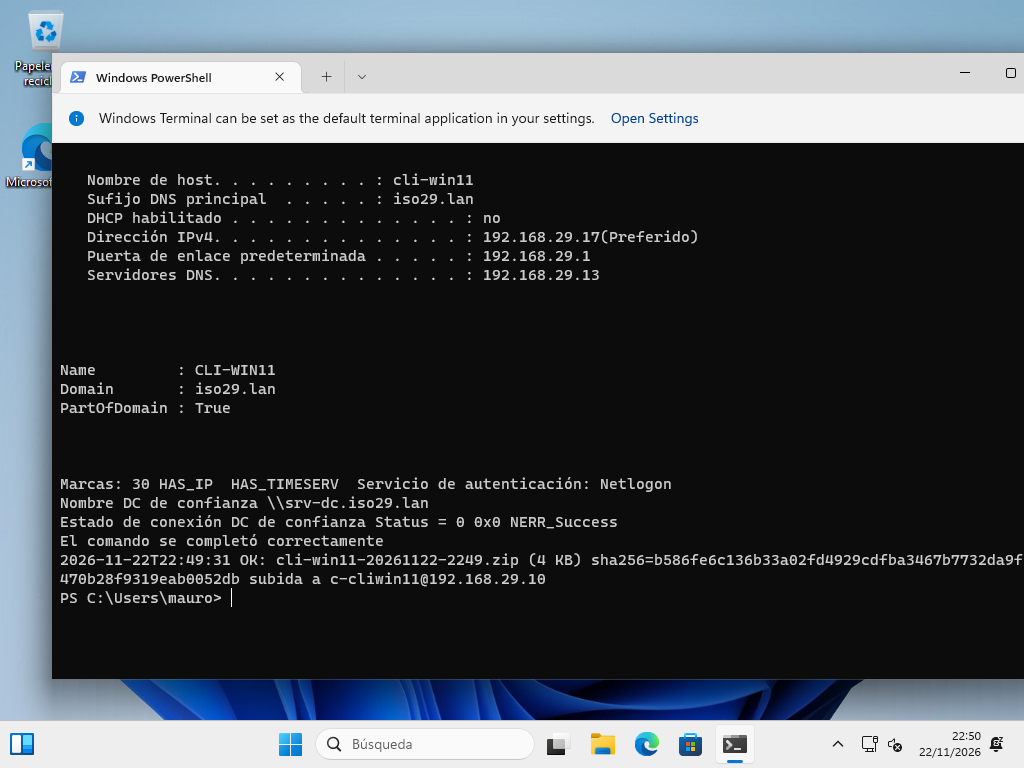 Papele
recicl
Microsof
Windows PowerShell
Windows Terminal can be set as the default terminal application in your settings. Open Settings
Nombre de host. . . . . . . . . : cli-win11
Sufijo DNS principal  . . . . . : iso29.lan
DHCP habilitado . . . . . . . . . . . . . : no
Dirección IPv4. . . . . . . . . . . . . . : 192.168.29.17(Preferido)
Puerta de enlace predeterminada . . . . . : 192.168.29.1
Servidores DNS. . . . . . . . . . . . . . : 192.168.29.13
Name         : CLI-WIN11
Domain       : iso29.lan
PartOfDomain : True
Marcas: 30 HAS_IP  HAS_TIMESERV  Servicio de autenticación: Netlogon
Nombre DC de confianza \\srv-dc.iso29.lan
Estado de conexión DC de confianza Status = 0 0x0 NERR_Success
El comando se completó correctamente
2026-11-22T22:49:31 OK: cli-win11-20261122-2249.zip (4 KB) sha256=b586fe6c136b33a02fd4929cdfba3467b7732da9f
470b28f9319eab0052db subida a c-cliwin11@192.168.29.10
PS C:\Users\mauro>
Búsqueda
22:50
22/11/2026